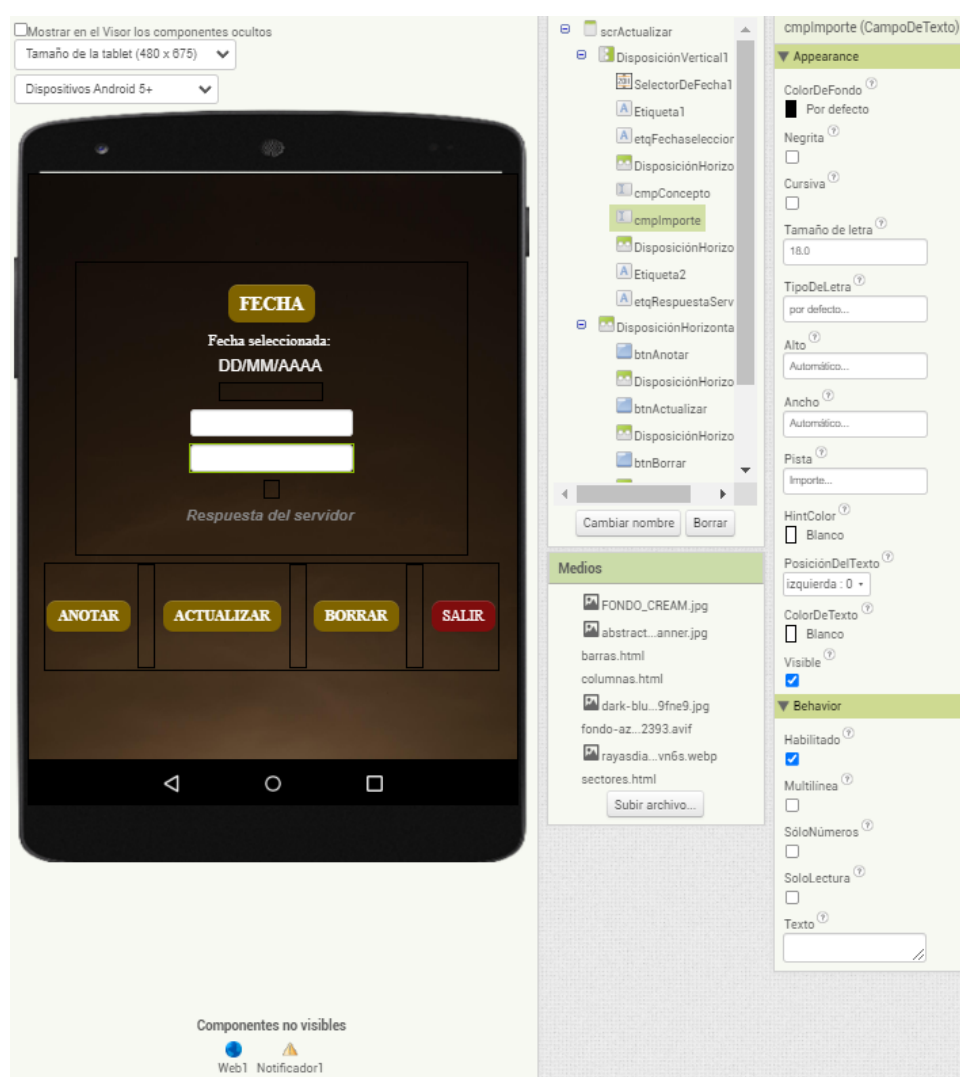 Mostrar en el Visor los componentes ocultos
Tamaño de la tablet (480 x 675)
Dispositivos Android 5+
FECHA
Fecha seleccionada:
DD/MM/AAAA
Respuesta del servidor
ANOTAR ACTUALIZAR BORRAR SALIR
Componentes no visibles
Web1 Notificador1
scrActualizar
DisposiciónVertical1
SelectorDeFecha1
Etiqueta1
etqFechaseleccior
DisposiciónHorizo
cmpConcepto
cmpImporte
DisposiciónHorizo
Etiqueta2
etqRespuestaServ
DisposiciónHorizonta
btnAnotar
DisposiciónHorizo
btnActualizar
DisposiciónHorizo
btnBorrar
Cambiar nombre Borrar
Medios
FONDO_CREAM.jpg
abstract...anner.jpg
barras.html
columnas.html
dark-blu...9fne9.jpg
fondo-az...2393.avif
rayasdia...vn6s.webp
sectores.html
Subir archivo...
cmpImporte (CampoDeTexto)
Appearance
ColorDeFondo
Por defecto
Negrita
Cursiva
Tamaño de letra
18.0
TipoDeLetra
por defecto...
Alto
Automático...
Ancho
Automático...
Pista
Importe...
HintColor
Blanco
PosiciónDelTexto
izquierda : 0
ColorDeTexto
Blanco
Visible
Behavior
Habilitado
Multilínea
SóloNúmeros
SoloLectura
Texto